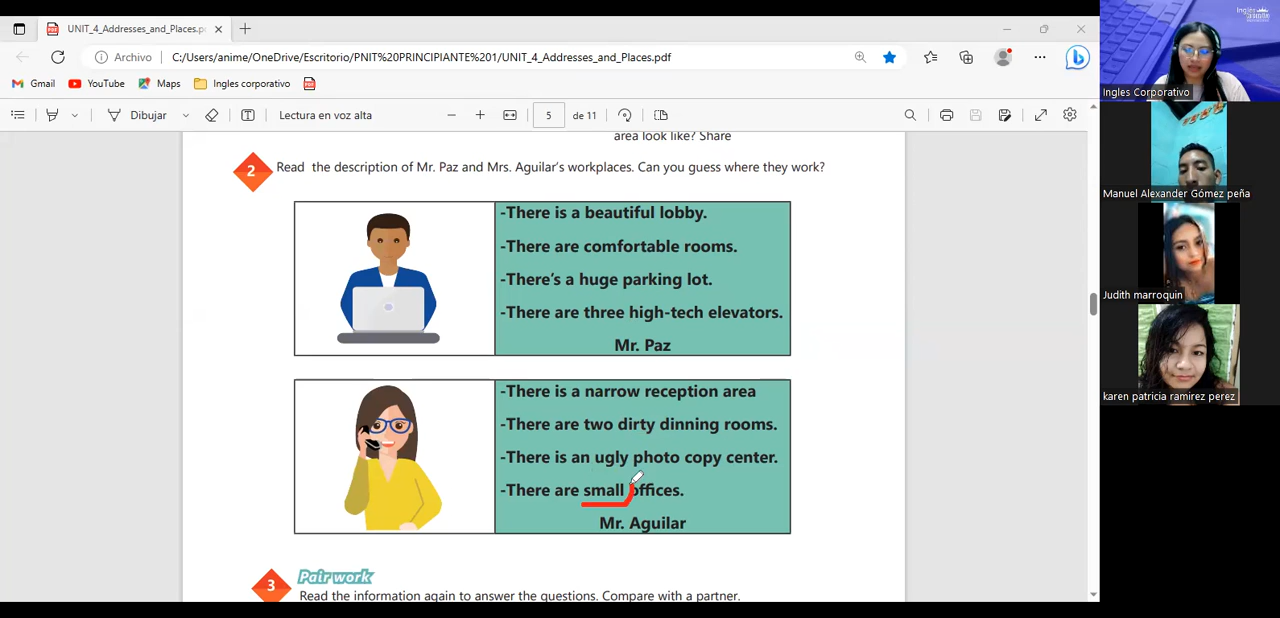 UNIT_4_Addresses_and_Places.p
Archivo
C:/Users/anime/OneDrive/Escritorio/PNIT%20PRINCIPIANTE%201/UNIT_4_Addresses_and_Places.pdf
Gmail
YouTube
Maps
Ingles corporativo
Dibujar
Lectura en voz alta
5
de 11
area look like? Share
2
Read the description of Mr. Paz and Mrs. Aguilar's workplaces. Can you guess where they work?
-There is a beautiful lobby.
-There are comfortable rooms.
-There's a huge parking lot.
-There are three high-tech elevators.
Mr. Paz
-There is a narrow reception area
-There are two dirty dinning rooms.
-There is an ugly photo copy center.
-There are small offices.
Mr. Aguilar
3
Pair work
Read the information again to answer the questions. Compare with a partner.
Ingles Corporativo
Manuel Alexander Gómez peña
Judith marroquin
karen patricia ramirez perez